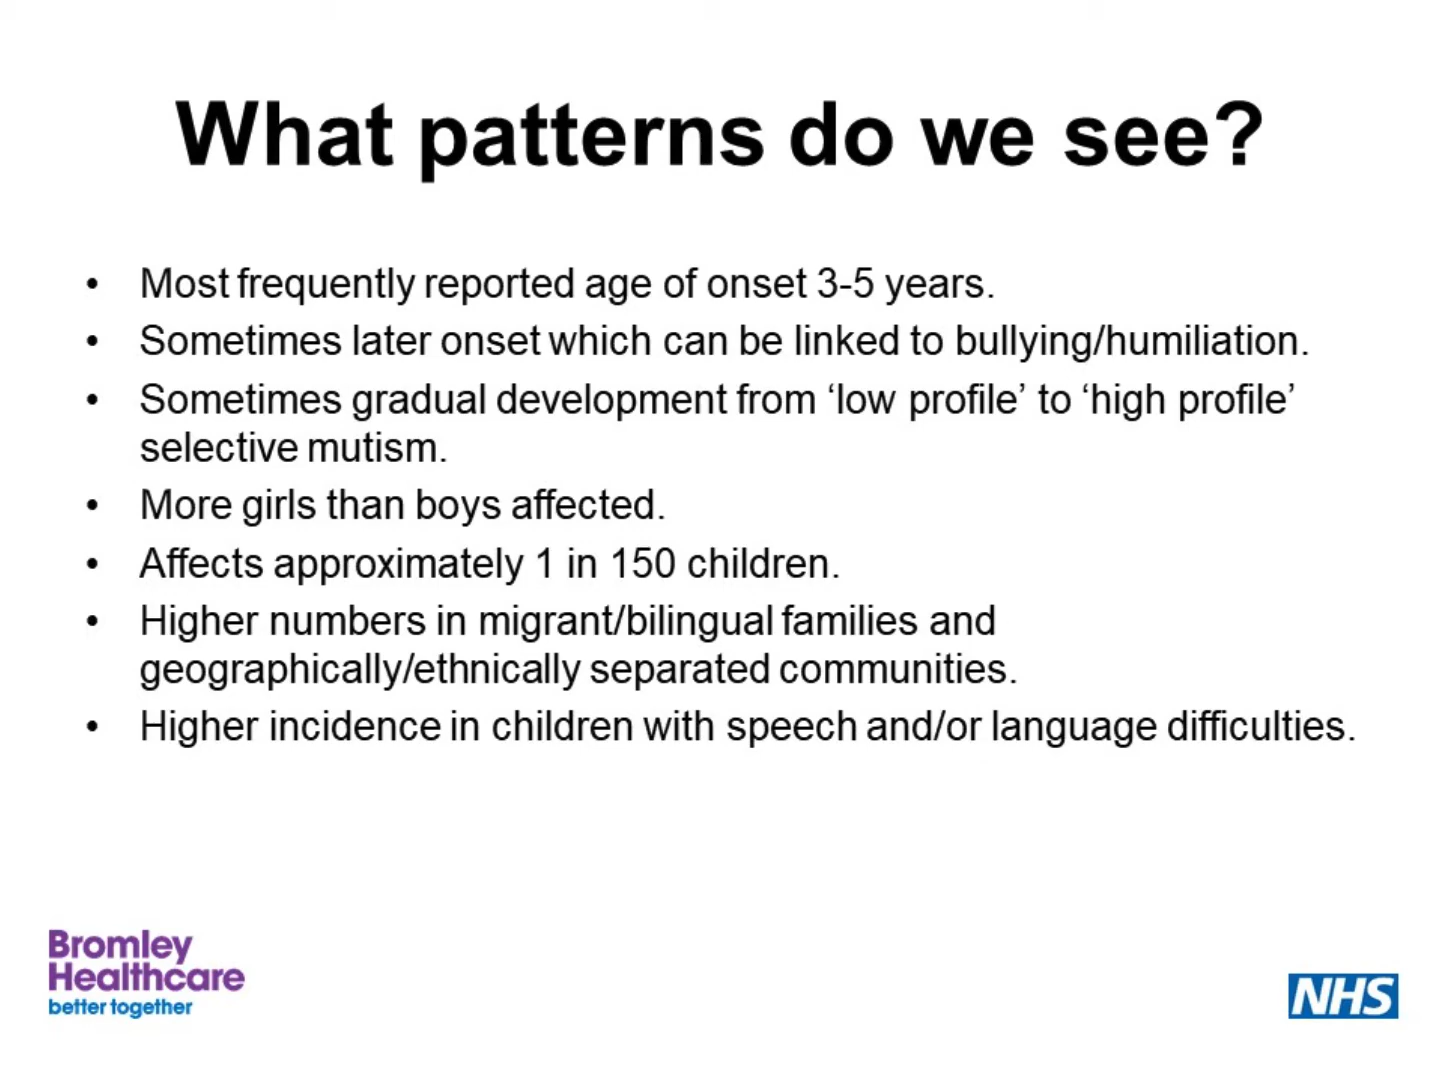 What patterns do we see?
• Most frequently reported age of onset 3-5 years.
• Sometimes later onset which can be linked to bullying/humiliation.
• Sometimes gradual development from ‘low profile’ to ‘high profile’
selective mutism.
• More girls than boys affected.
• Affects approximately 1 in 150 children.
• Higher numbers in migrant/bilingual families and
geographically/ethnically separated communities.
• Higher incidence in children with speech and/or language difficulties.
Bromley
Healthcare
better together
NHS